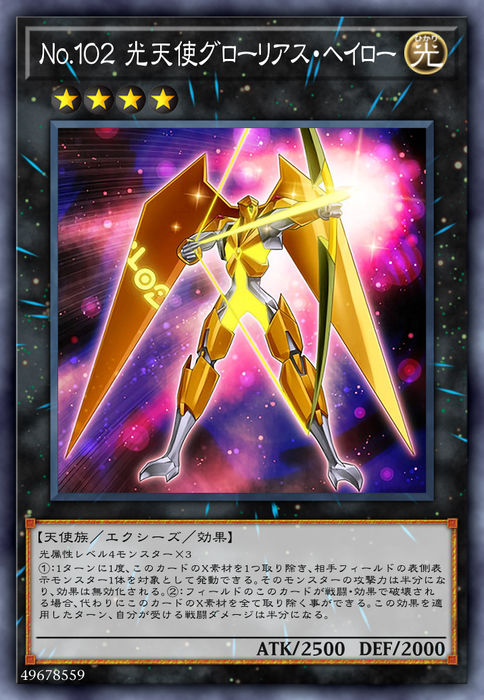 No.102 光天使グローリアス・ヘイロー
ひかり
光
:102
【天使族／エクシーズ／効果】
光属性レベル4モンスター×3
①:1ターンに1度、このカードのX素材を1つ取り除き、相手フィールドの表側表
示モンスター1体を対象として発動できる。そのモンスターの攻撃力は半分にな
り、効果は無効化される。②:フィールドのこのカードが戦闘・効果で破壊され
る場合、代わりにこのカードのX素材を全て取り除く事ができる。この効果を適
用したターン、自分が受ける戦闘ダメージは半分になる。
ATK/2500 DEF/2000
49678559